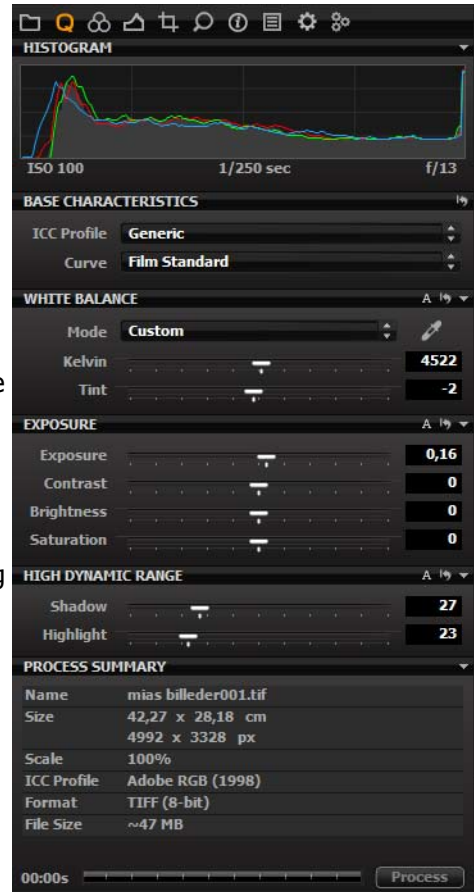 HISTOGRAM
ISO 100 1/250 sec f/13
BASE CHARACTERISTICS
ICC Profile Generic
Curve Film Standard
WHITE BALANCE A
Mode Custom
Kelvin 4522
e
Tint -2
EXPOSURE A
Exposure 0,16
Contrast 0
Brightness 0
Saturation 0
g
HIGH DYNAMIC RANGE A
Shadow 27
Highlight 23
PROCESS SUMMARY
Name mias billeder001.tif
Size 42,27 x 28,18 cm
4992 x 3328 px
Scale 100%
ICC Profile Adobe RGB (1998)
Format TIFF (8-bit)
File Size ~47 MB
00:00s Process